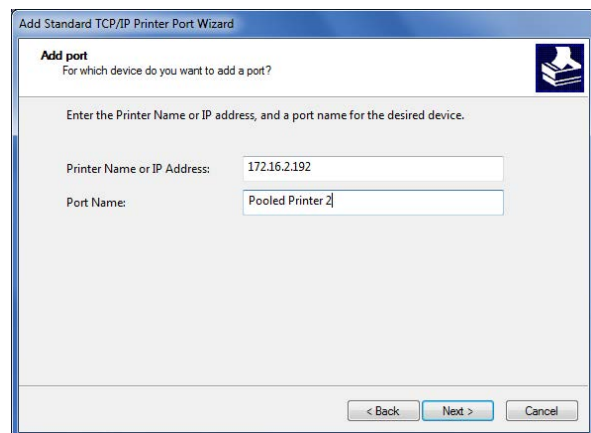 Add Standard TCP/IP Printer Port Wizard
Add port
For which device do you want to add a port?
Enter the Printer Name or IP address, and a port name for the desired device.
Printer Name or IP Address: 172.16.2.192
Port Name: Pooled Printer 2
< Back Next > Cancel